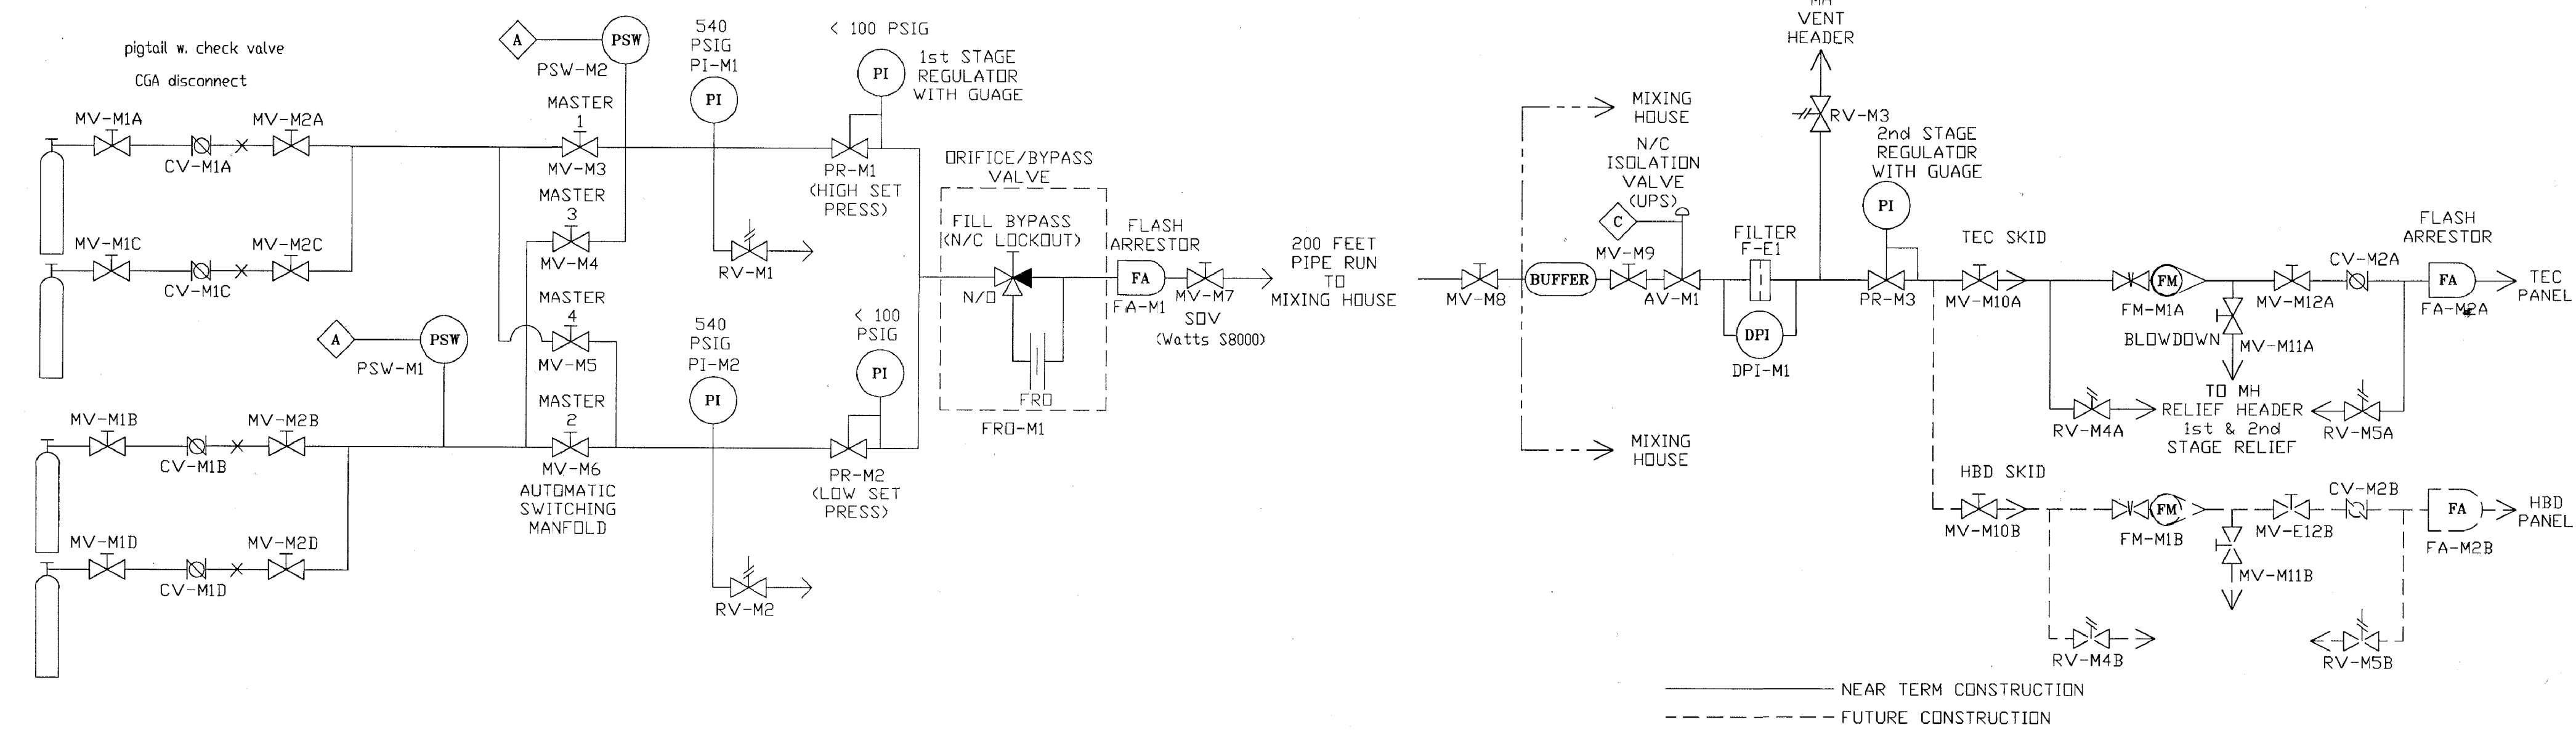 pigtail w. check valve
CGA disconnect
MV-M1A
CV-M1A
MV-M2A
MV-M1C
CV-M1C
MV-M2C
A
PSW
PSW-M1
MV-M1B
CV-M1B
MV-M2B
MV-M1D
CV-M1D
MV-M2D
A
PSW
PSW-M2
MASTER
1
MV-M3
MASTER
3
MV-M4
MASTER
4
MV-M5
MASTER
2
MV-M6
AUTOMATIC
SWITCHING
MANFOLD
540
PSIG
PI-M1
PI
RV-M1
540
PSIG
PI-M2
PI
RV-M2
< 100 PSIG
PI
1st STAGE
REGULATOR
WITH GUAGE
PR-M1
(HIGH SET
PRESS)
< 100
PSIG
PI
PR-M2
(LOW SET
PRESS)
ORIFICE/BYPASS
VALVE
FILL BYPASS
(N/C LOCKOUT)
N/O
FRO
FRO-M1
FLASH
ARRESTOR
FA
FA-M1
MV-M7
SOV
(Watts S8000)
200 FEET
PIPE RUN
TO
MIXING HOUSE
MV-M8
MIXING
HOUSE
BUFFER
MIXING
HOUSE
MV-M9
N/C
ISOLATION
VALVE
(UPS)
C
AV-M1
FILTER
F-E1
DPI
DPI-M1
MH
VENT
HEADER
RV-M3
2nd STAGE
REGULATOR
WITH GUAGE
PI
PR-M3
TEC SKID
MV-M10A
FM
FM-M1A
BLOWDOWN
MV-M11A
MV-M12A
CV-M2A
FLASH
ARRESTOR
FA
FA-M2A
TEC
PANEL
RV-M4A
TO MH
RELIEF HEADER
1st & 2nd
STAGE RELIEF
RV-M5A
HBD SKID
MV-M10B
FM
FM-M1B
MV-M11B
MV-E12B
CV-M2B
FA
FA-M2B
HBD
PANEL
RV-M4B
RV-M5B
NEAR TERM CONSTRUCTION
FUTURE CONSTRUCTION